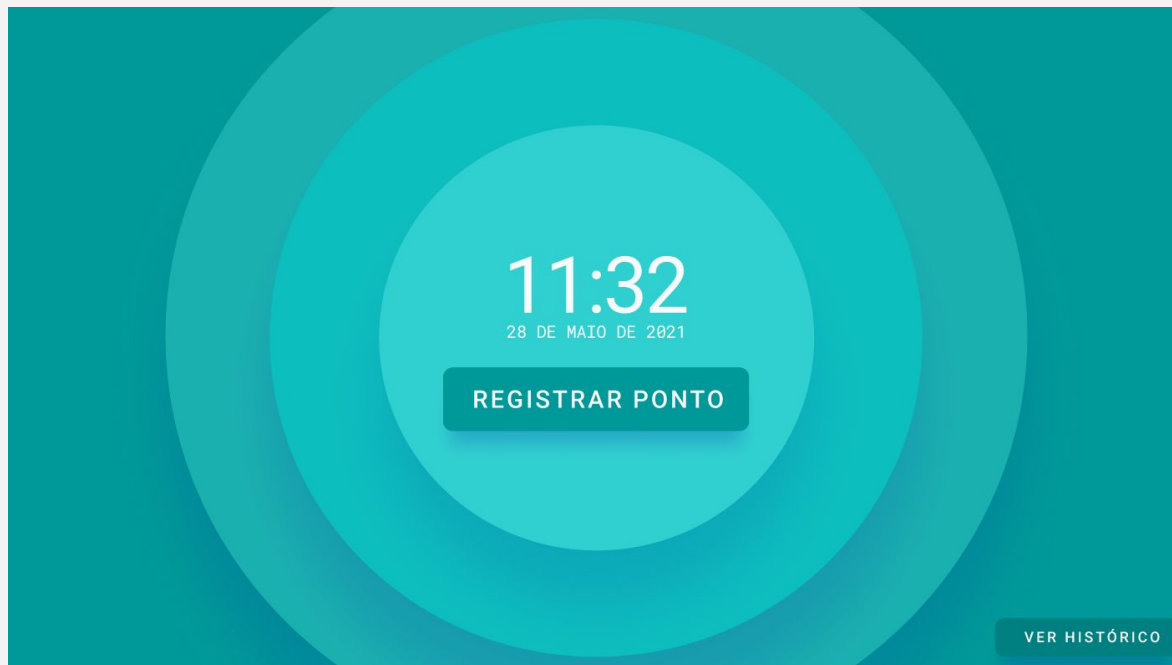 11:32
28 DE MAIO DE 2021
REGISTRAR PONTO
VER HISTÓRICO